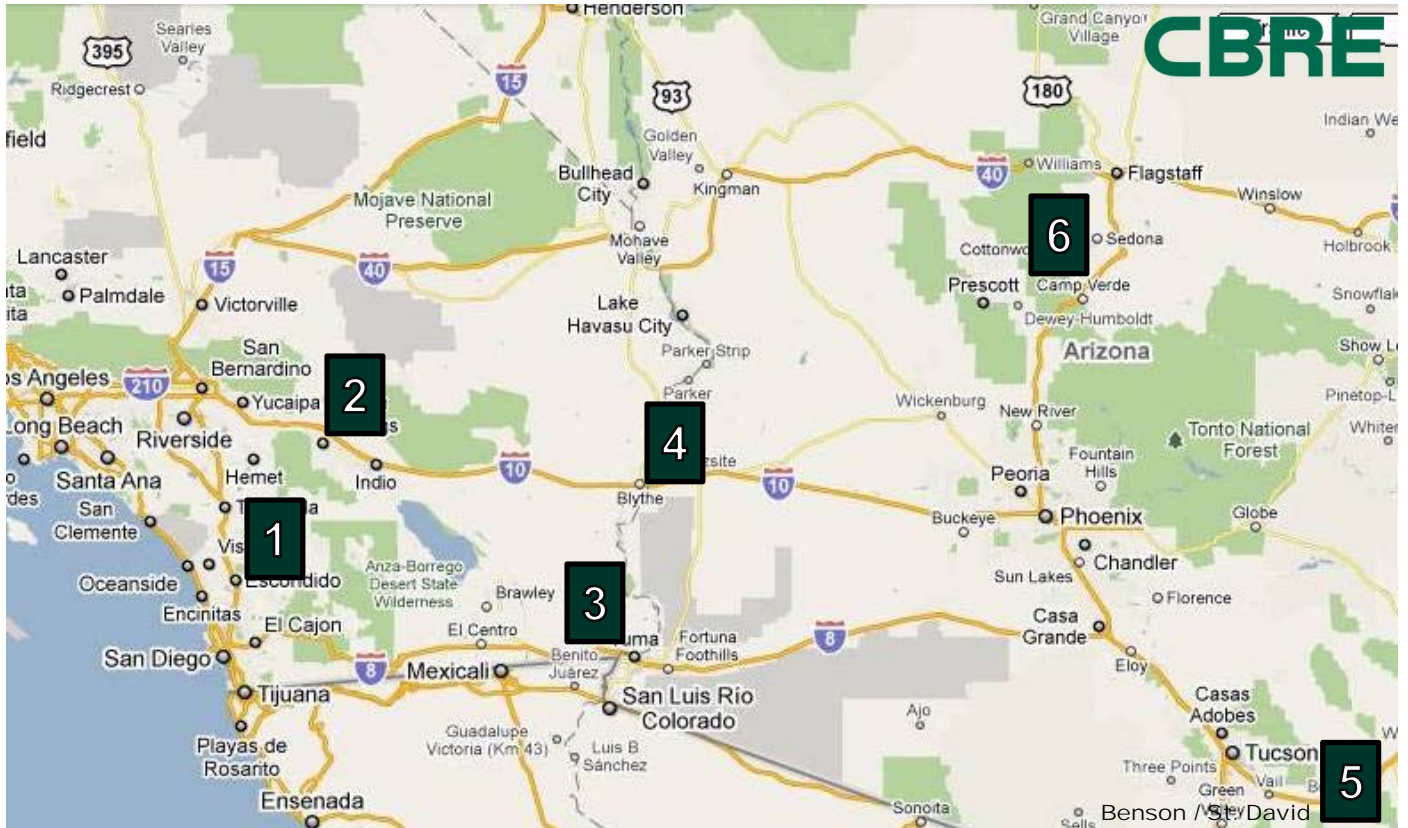 Henderson
Grand Canyon
Village
CBRE
Searles
Valley
395
15
93
180
Ridgecrest
Indian We
field
Golden
Valley
Bullhead
City
Kingman
40
Williams
Flagstaff
Mojave National
Preserve
Winslow
Mohave
Valley
6
Sedona
Cottonwo
Holbrook
Lancaster
15
40
Palmdale
Victorville
Prescott
Camp Verde
Dewey-Humboldt
Snowflak
Lake
Havasu City
Arizona
San
Bernardino
Parker Strip
Parker
Show L
os Angeles
210
Yucaipa
2
Wickenburg
New River
Pinetop-L
Long Beach
Riverside
4
Tonto National
Forest
Whiter
Santa Ana
Hemet
Indio
10
zsite
10
Peoria
Fountain
Hills
Blythe
San
Clemente
1
Buckeye
Phoenix
Globe
Vis
Escondido
Oceanside
Anza-Borrego
Desert State
Wilderness
Chandler
Sun Lakes
Encinitas
Brawley
3
Florence
El Cajon
El Centro
uma
Fortuna
Foothills
8
Casa
Grande
San Diego
8
Mexicali
Benito
Juárez
Eloy
Tijuana
San Luis Río
Colorado
Casas
Adobes
Playas de
Rosarito
Guadalupe
Victoria (Km 43)
Luis B
Sánchez
Ajo
Tucson
Three Points
Vail
5
Ensenada
Sonoita
Sells
Green
Valley
Benson / St. David